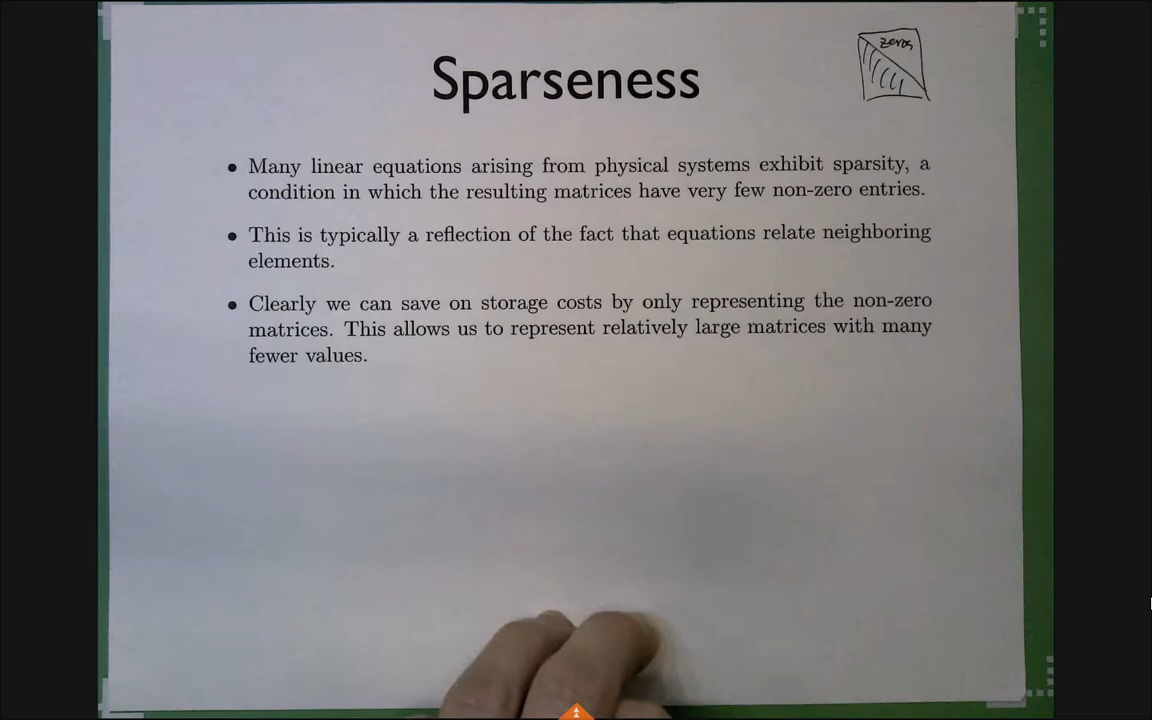 zeros
Sparseness
• Many linear equations arising from physical systems exhibit sparsity, a
condition in which the resulting matrices have very few non-zero entries.
• This is typically a reflection of the fact that equations relate neighboring
elements.
• Clearly we can save on storage costs by only representing the non-zero
matrices. This allows us to represent relatively large matrices with many
fewer values.